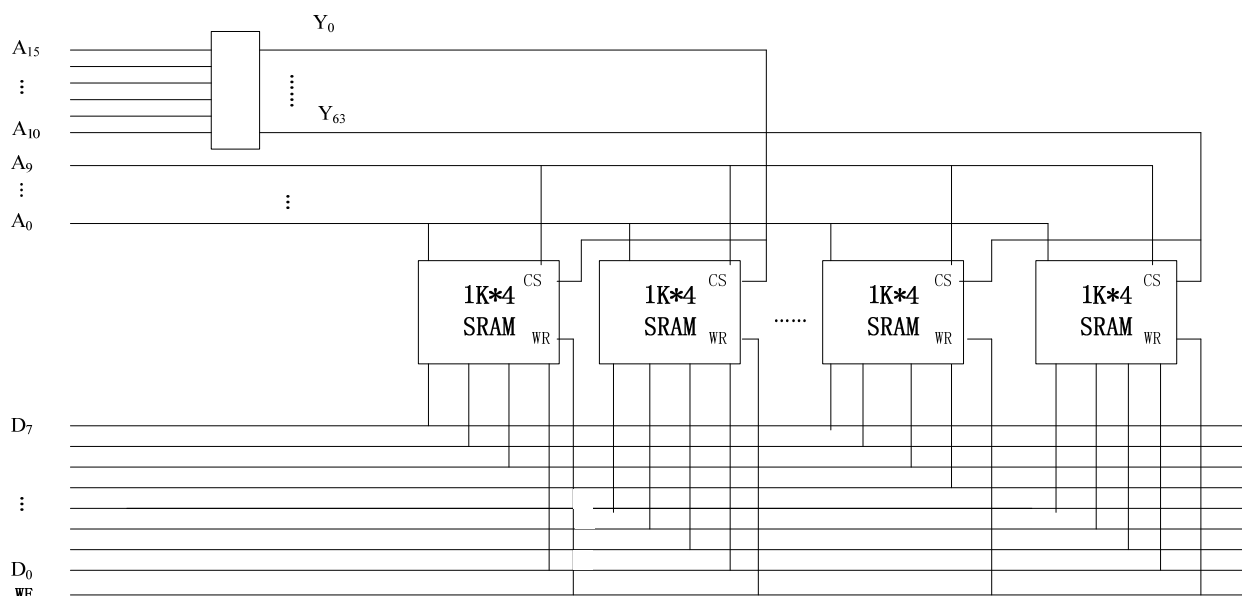 Y0
A15
⋮
⋮
Y63
A10
A9
⋮
⋮
A0
CS CS CS CS
1K*4 1K*4 1K*4 1K*4
SRAM SRAM ...... SRAM SRAM
WR WR WR WR
D7
⋮
D0
WE